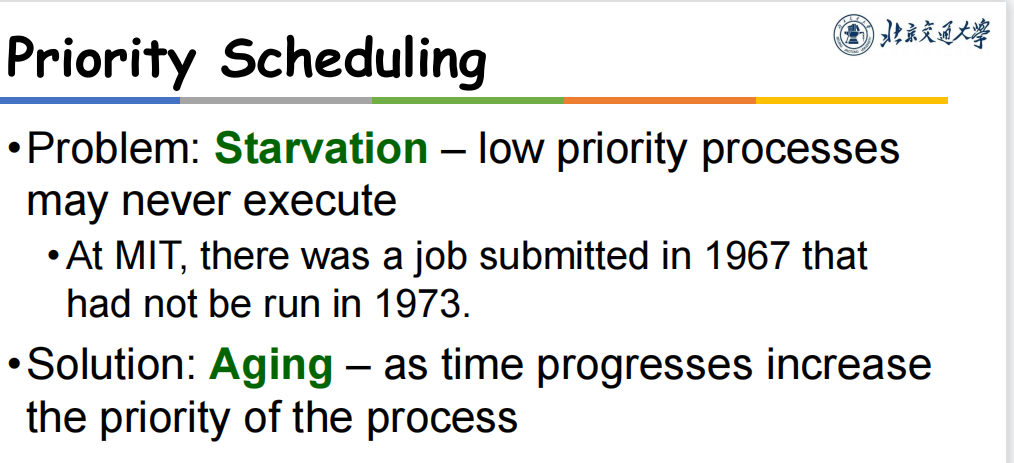 Priority Scheduling
北京交通大学
•Problem: Starvation – low priority processes
may never execute
•At MIT, there was a job submitted in 1967 that
had not be run in 1973.
•Solution: Aging – as time progresses increase
the priority of the process